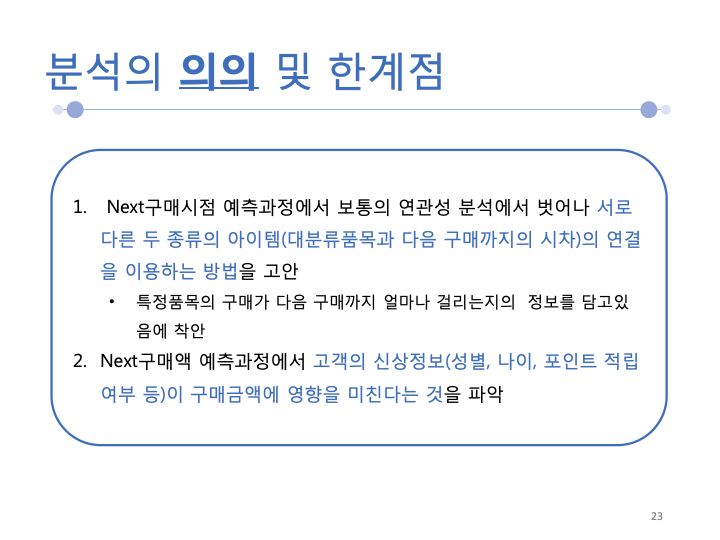 분석의 의의 및 한계점
1. Next구매시점 예측과정에서 보통의 연관성 분석에서 벗어나 서로
다른 두 종류의 아이템(대분류품목과 다음 구매까지의 시차)의 연결
을 이용하는 방법을 고안
• 특정품목의 구매가 다음 구매까지 얼마나 걸리는지의 정보를 담고있
음에 착안
2. Next구매액 예측과정에서 고객의 신상정보(성별, 나이, 포인트 적립
여부 등)이 구매금액에 영향을 미친다는 것을 파악
23